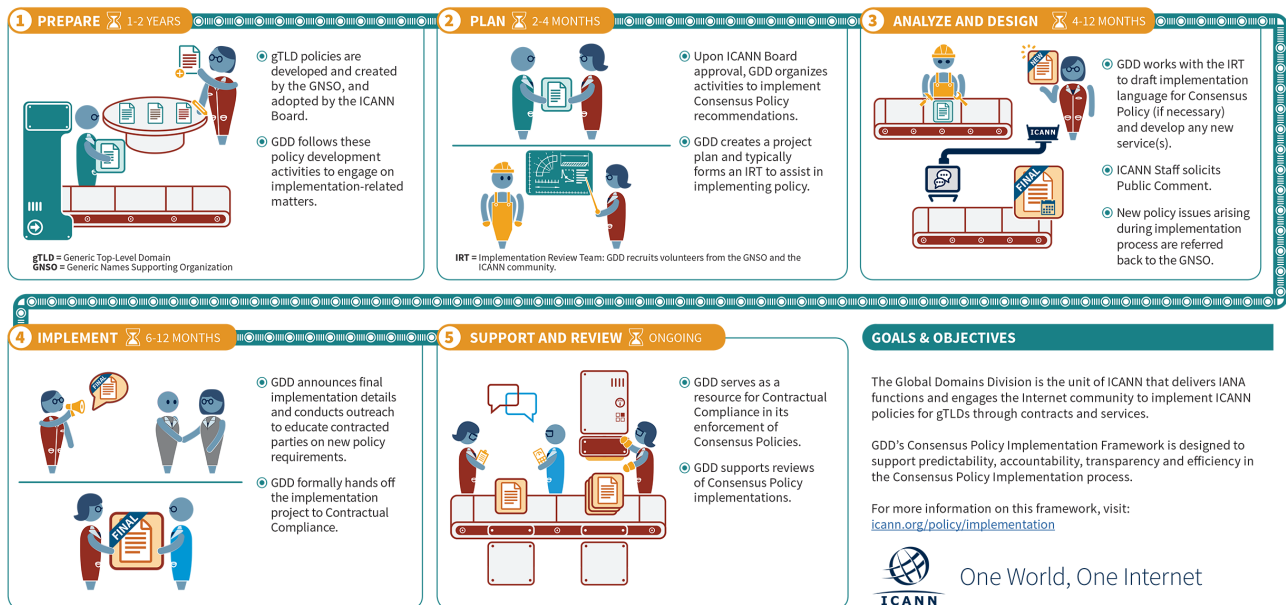 1 PREPARE 1-2 YEARS
gTLD policies are
developed and created
by the GNSO, and
adopted by the ICANN
Board.
GDD follows these
policy development
activities to engage on
implementation-related
matters.
gTLD = Generic Top-Level Domain
GNSO = Generic Names Supporting Organization
2 PLAN 2-4 MONTHS
Upon ICANN Board
approval, GDD organizes
activities to implement
Consensus Policy
recommendations.
GDD creates a project
plan and typically
forms an IRT to assist in
implementing policy.
IRT = Implementation Review Team: GDD recruits volunteers from the GNSO and the
ICANN community.
3 ANALYZE AND DESIGN 4-12 MONTHS
NEW
ICANN
FINAL
GDD works with the IRT
to draft implementation
language for Consensus
Policy (if necessary)
and develop any new
service(s).
ICANN Staff solicits
Public Comment.
New policy issues arising
during implementation
process are referred
back to the GNSO.
4 IMPLEMENT 6-12 MONTHS
FINAL
FINAL
GDD announces final
implementation details
and conducts outreach
to educate contracted
parties on new policy
requirements.
GDD formally hands off
the implementation
project to Contractual
Compliance.
5 SUPPORT AND REVIEW ONGOING
GDD serves as a
resource for Contractual
Compliance in its
enforcement of
Consensus Policies.
GDD supports reviews
of Consensus Policy
implementations.
GOALS & OBJECTIVES
The Global Domains Division is the unit of ICANN that delivers IANA
functions and engages the Internet community to implement ICANN
policies for gTLDs through contracts and services.
GDD's Consensus Policy Implementation Framework is designed to
support predictability, accountability, transparency and efficiency in
the Consensus Policy Implementation process.
For more information on this framework, visit:
icann.org/policy/implementation
ICANN
One World, One Internet